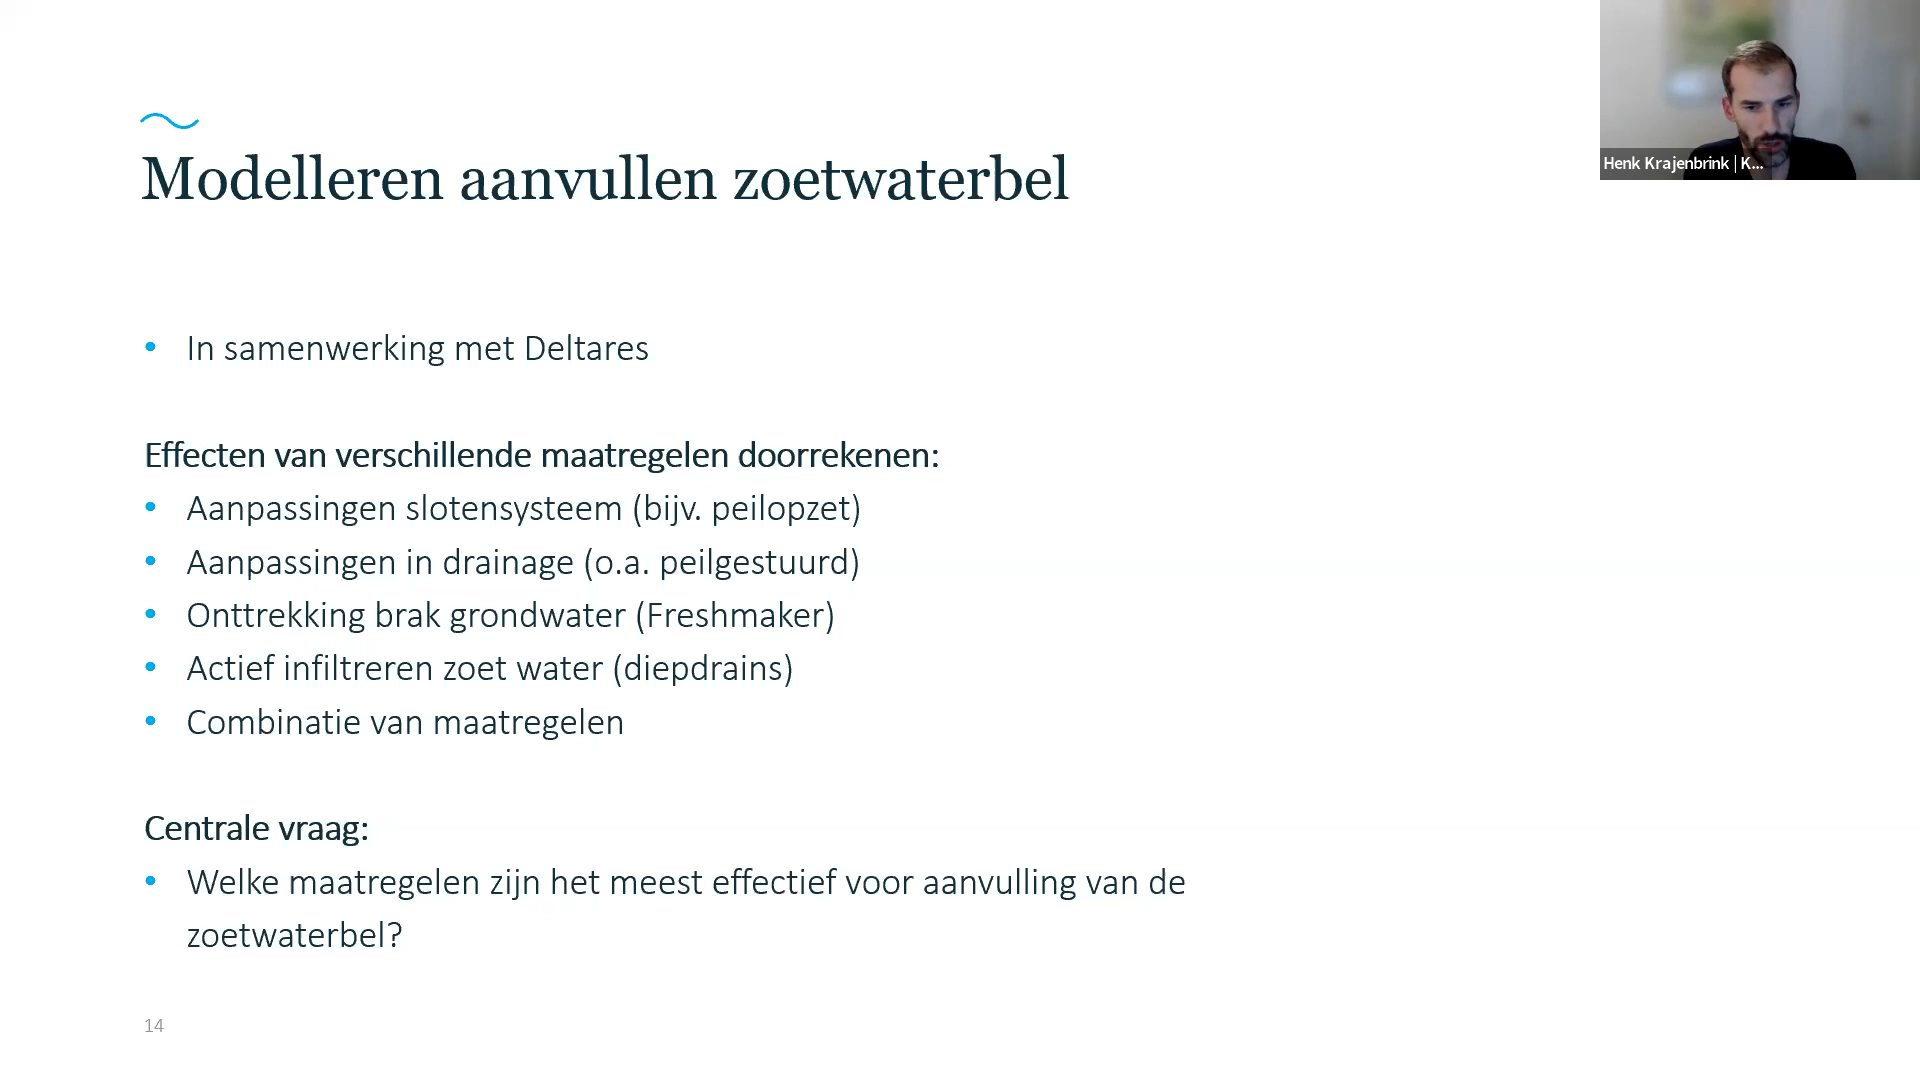 Modelleren aanvullen zoetwaterbel
Henk Krajenbrink | K...
• In samenwerking met Deltares
Effecten van verschillende maatregelen doorrekenen:
• Aanpassingen slotensysteem (bijv. peilopzet)
• Aanpassingen in drainage (o.a. peilgestuurd)
• Onttrekking brak grondwater (Freshmaker)
• Actief infiltreren zoet water (diepdrains)
• Combinatie van maatregelen
Centrale vraag:
• Welke maatregelen zijn het meest effectief voor aanvulling van de
zoetwaterbel?
14